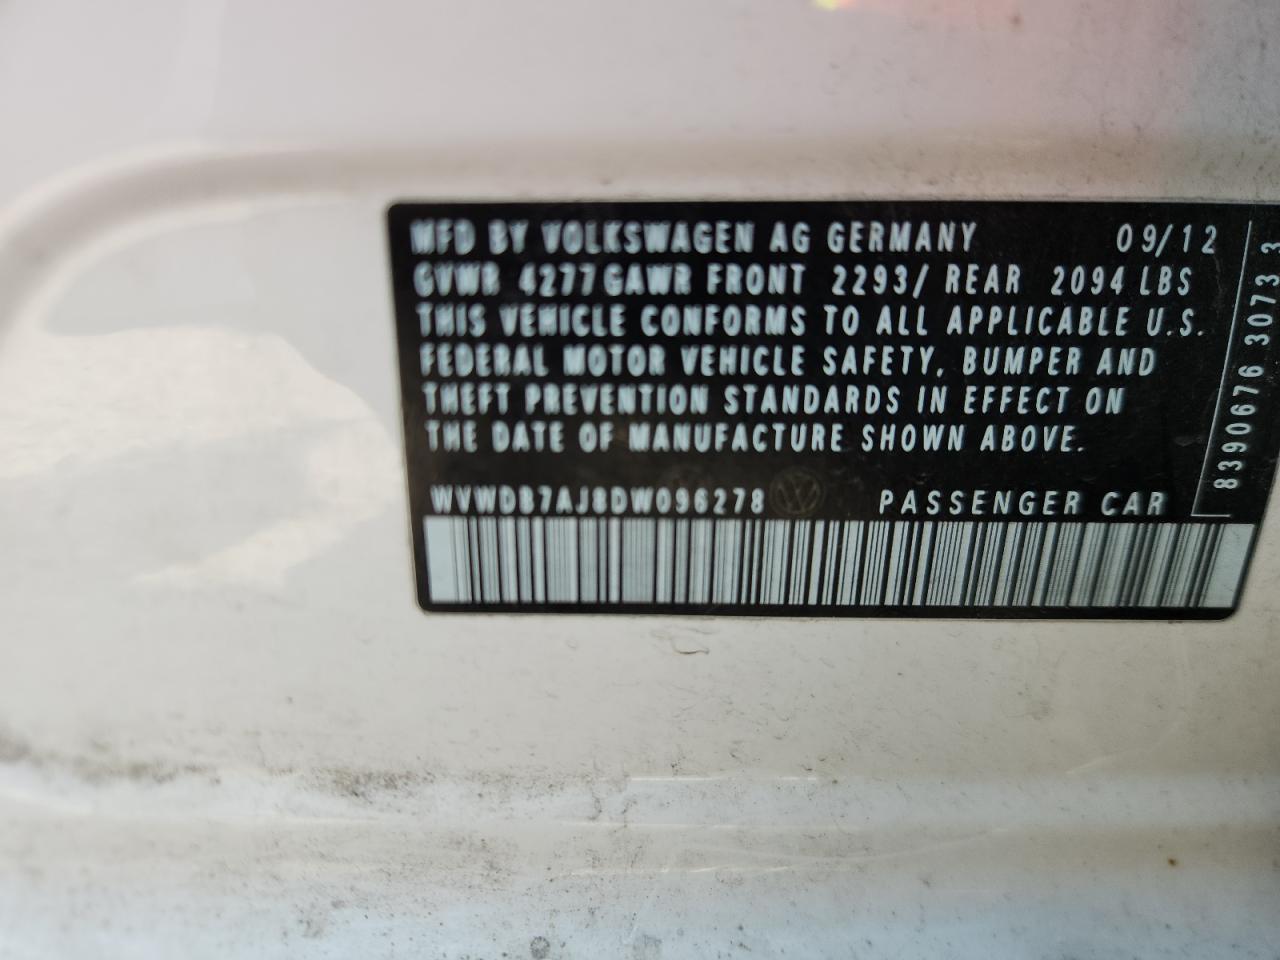 MFD BY VOLKSWAGEN AG GERMANY 09/12
GVWR 4277 GAWR FRONT 2293/ REAR 2094 LBS
THIS VEHICLE CONFORMS TO ALL APPLICABLE U.S.
FEDERAL MOTOR VEHICLE SAFETY, BUMPER AND
THEFT PREVENTION STANDARDS IN EFFECT ON
THE DATE OF MANUFACTURE SHOWN ABOVE.
WVWDB7AJ8DW096278 PASSENGER CAR
8390676 3073 3